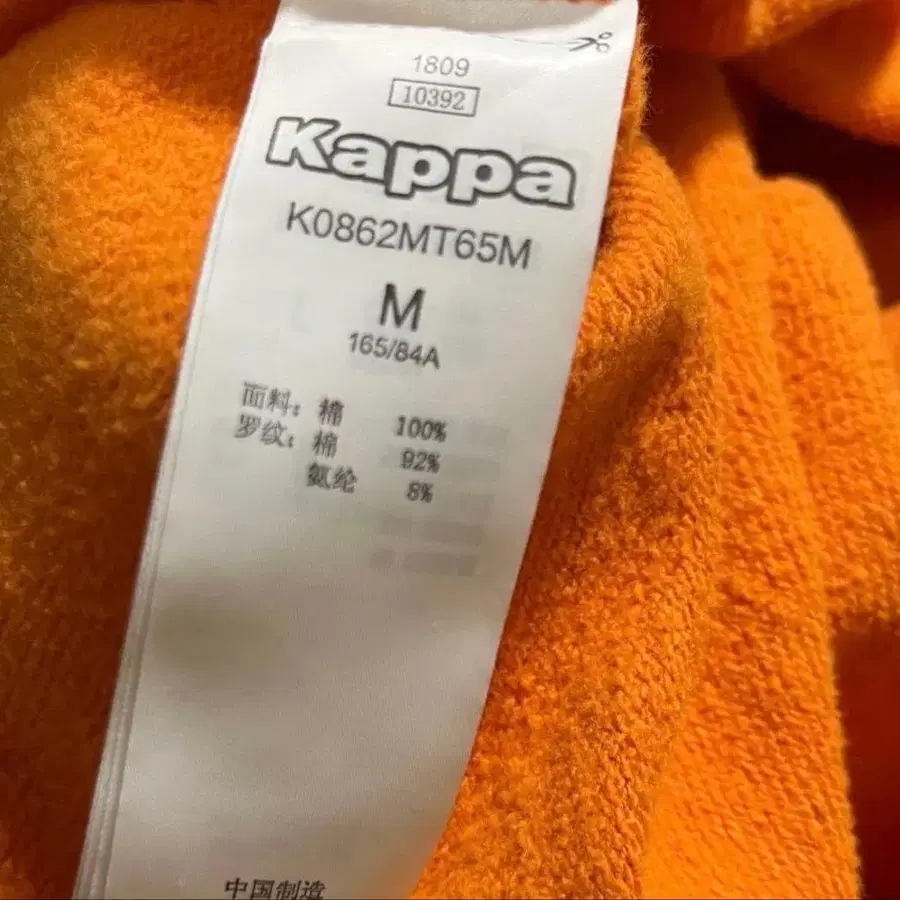 1809
10392
Kappa
K0862MT65M
M
165/84A
面料: 棉 100%
罗纹: 棉 92%
氨纶 8%
中国制造